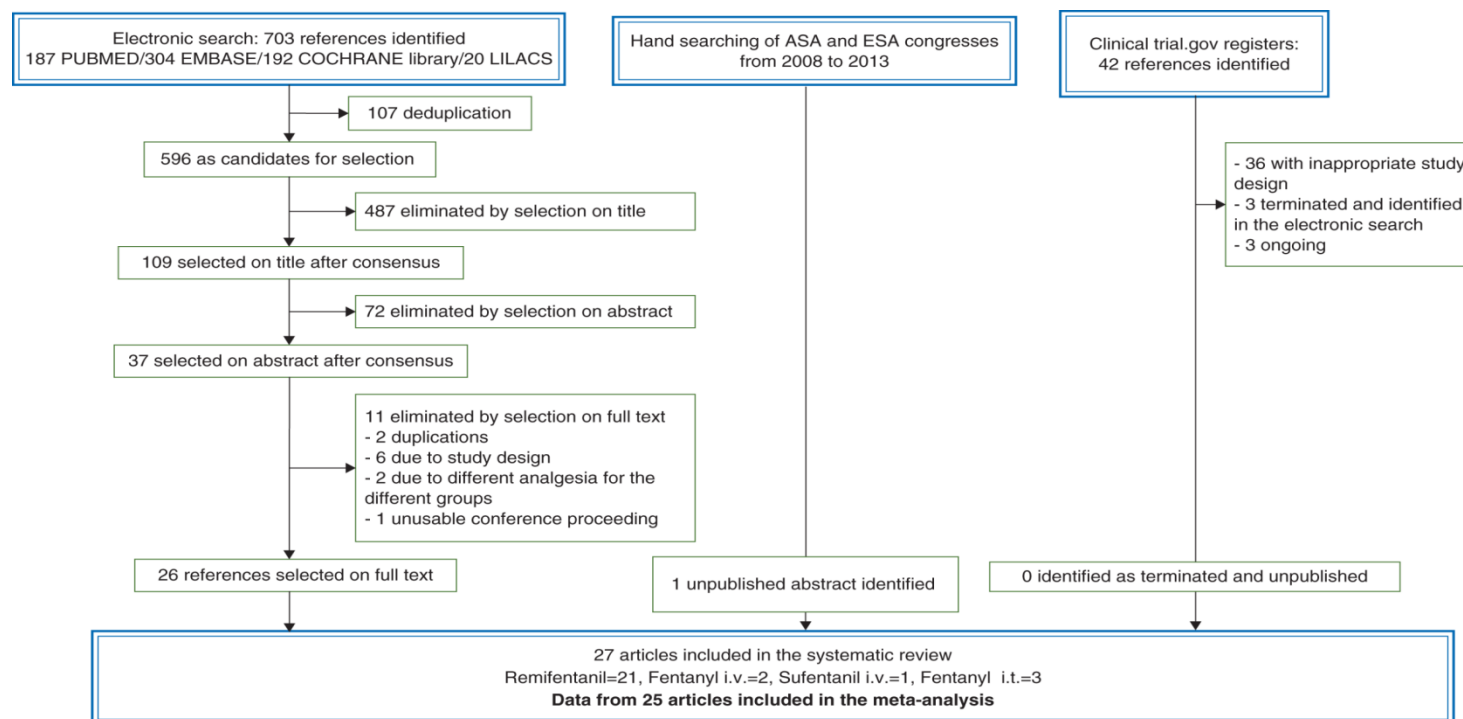 Electronic search: 703 references identified
187 PUBMED/304 EMBASE/192 COCHRANE library/20 LILACS
107 deduplication
596 as candidates for selection
487 eliminated by selection on title
109 selected on title after consensus
72 eliminated by selection on abstract
37 selected on abstract after consensus
11 eliminated by selection on full text
- 2 duplications
- 6 due to study design
- 2 due to different analgesia for the
different groups
- 1 unusable conference proceeding
26 references selected on full text
Hand searching of ASA and ESA congresses
from 2008 to 2013
1 unpublished abstract identified
Clinical trial.gov registers:
42 references identified
- 36 with inappropriate study
design
- 3 terminated and identified
in the electronic search
- 3 ongoing
0 identified as terminated and unpublished
27 articles included in the systematic review
Remifentanil=21, Fentanyl i.v.=2, Sufentanil i.v.=1, Fentanyl i.t.=3
Data from 25 articles included in the meta-analysis